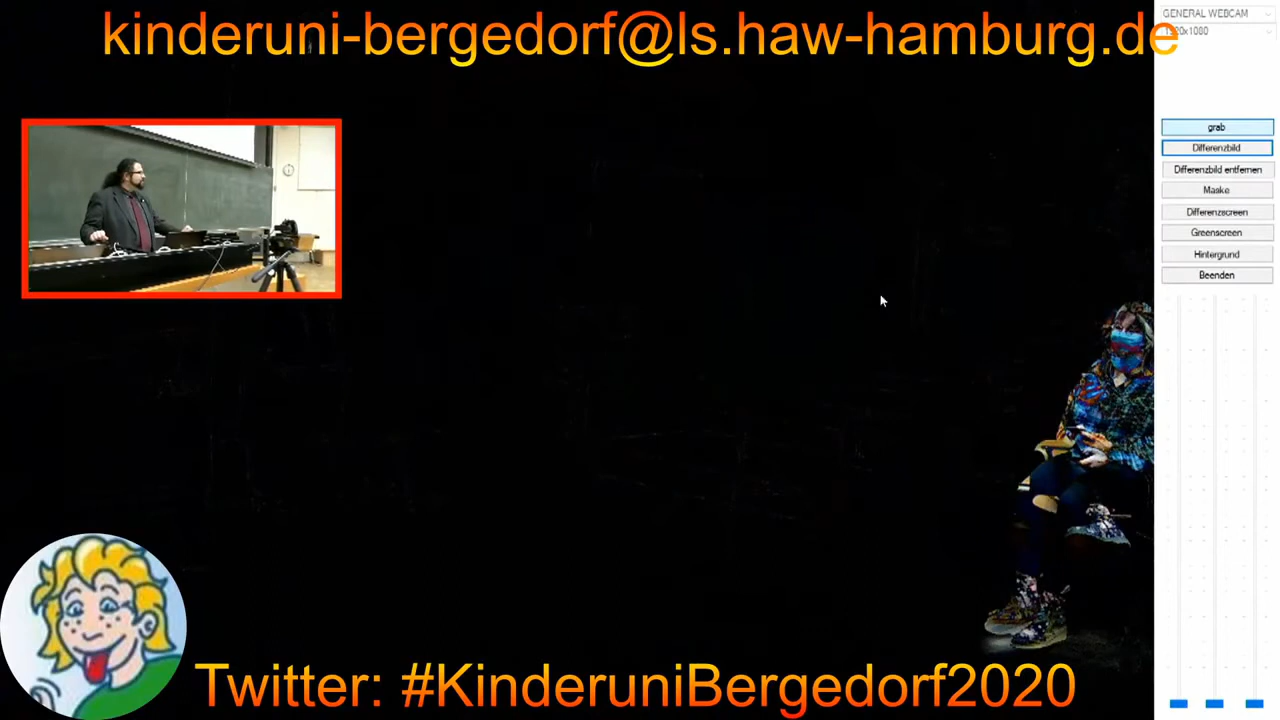 kinderuni-bergedorf@ls.haw-hamburg.de
GENERAL WEBCAM
1920x1080
grab
Differenzbild
Differenzbild entfernen
Maske
Differenzscreen
Greenscreen
Hintergrund
Beenden
Twitter: #KinderuniBergedorf2020